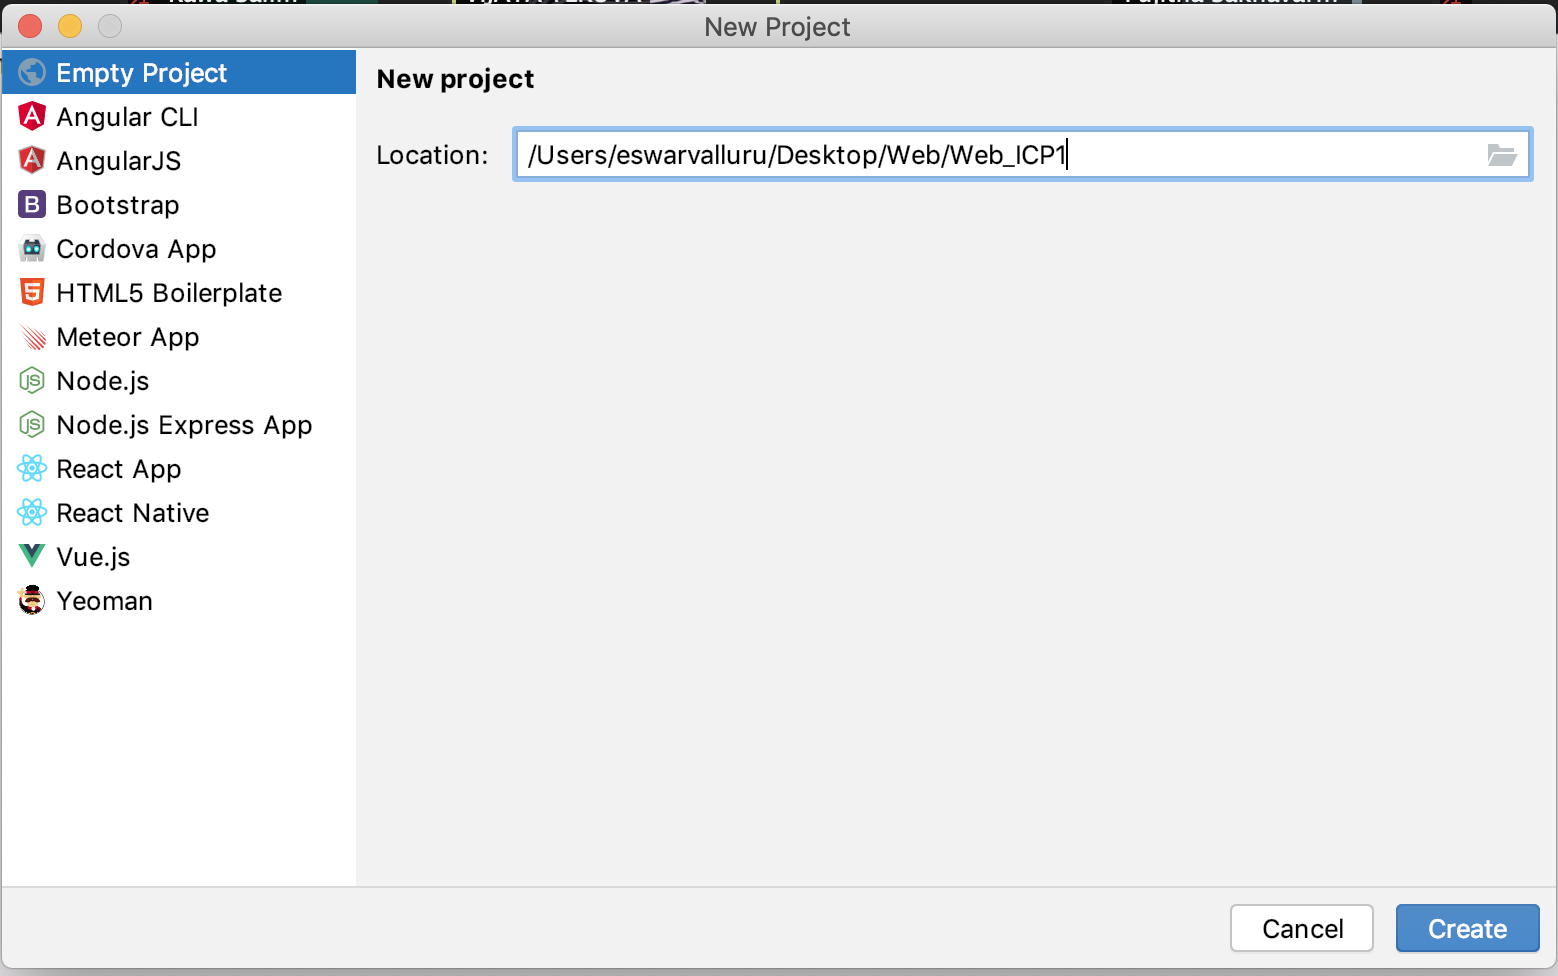 New Project
Empty Project
Angular CLI
AngularJS
Bootstrap
Cordova App
HTML5 Boilerplate
Meteor App
Node.js
Node.js Express App
React App
React Native
Vue.js
Yeoman
New project
Location: /Users/eswarvalluru/Desktop/Web/Web_ICP1
Cancel
Create